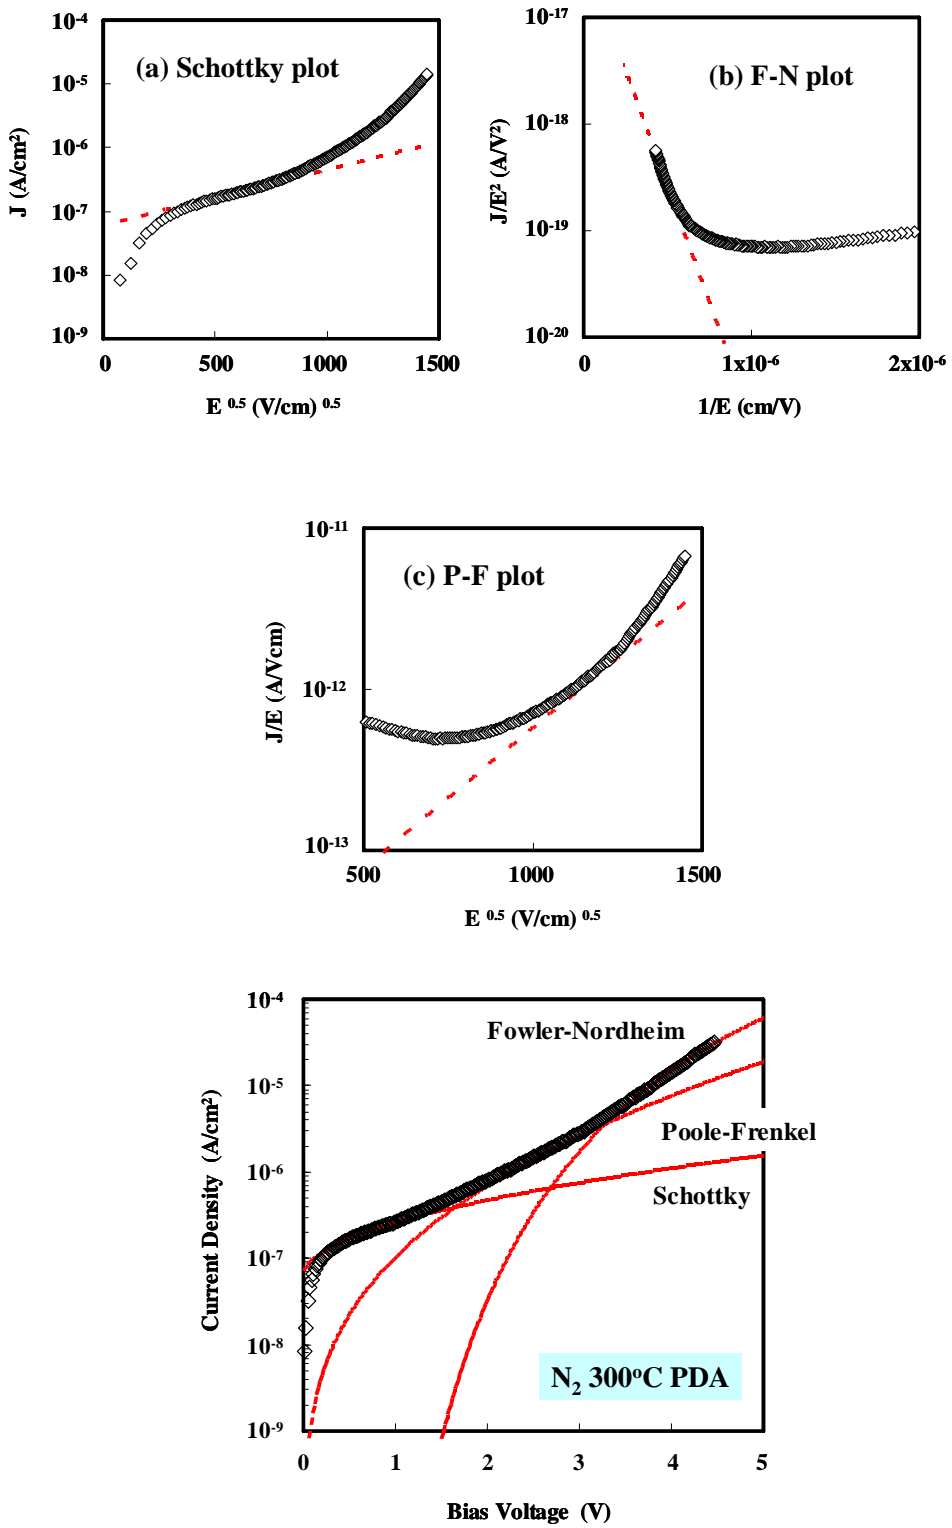 (a) Schottky plot
10⁻⁴
10⁻⁵
10⁻⁶
10⁻⁷
10⁻⁸
10⁻⁹
J (A/cm²)
0 500 1000 1500
E ⁰·⁵ (V/cm) ⁰·⁵
(b) F-N plot
10⁻¹⁷
10⁻¹⁸
10⁻¹⁹
10⁻²⁰
J/E² (A/V²)
0 1x10⁻⁶ 2x10⁻⁶
1/E (cm/V)
(c) P-F plot
10⁻¹¹
10⁻¹²
10⁻¹³
J/E (A/Vcm)
500 1000 1500
E ⁰·⁵ (V/cm) ⁰·⁵
10⁻⁴
10⁻⁵
10⁻⁶
10⁻⁷
10⁻⁸
10⁻⁹
Current Density (A/cm²)
Fowler-Nordheim
Poole-Frenkel
Schottky
N₂ 300°C PDA
0 1 2 3 4 5
Bias Voltage (V)